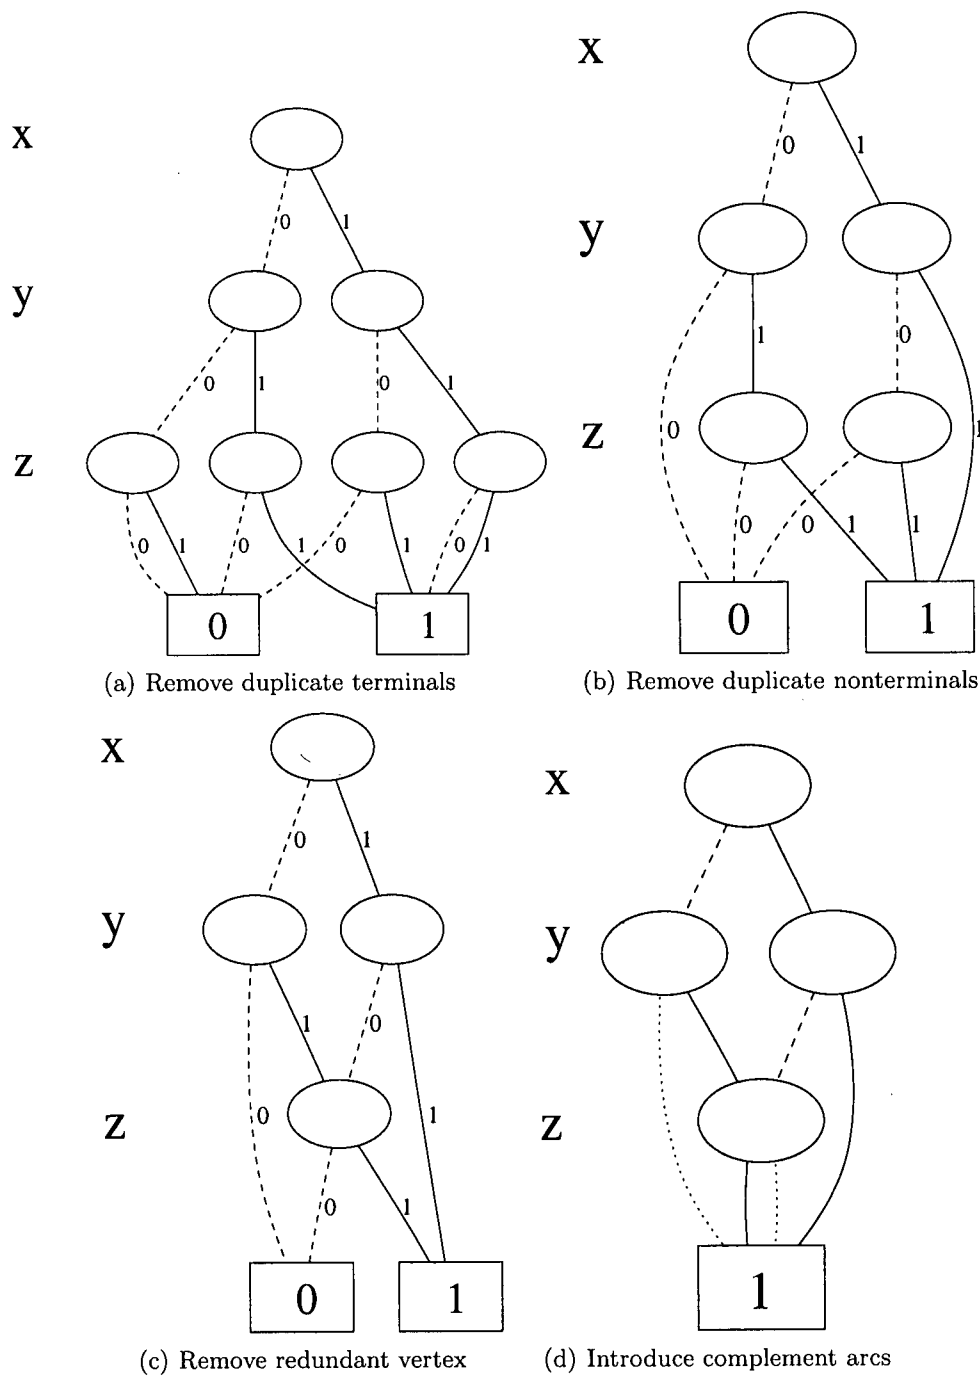 x
0 1
y
0 1 0 1
z
0 1 0 1 0 1 0 1
0 1
(a) Remove duplicate terminals
x
0 1
y
1 0
z
0 1
0 0 1 1
0 1
(b) Remove duplicate nonterminals
x
0 1
y
1 0
z
0 1
0 1
0 1
(c) Remove redundant vertex
x
y
z
1
(d) Introduce complement arcs